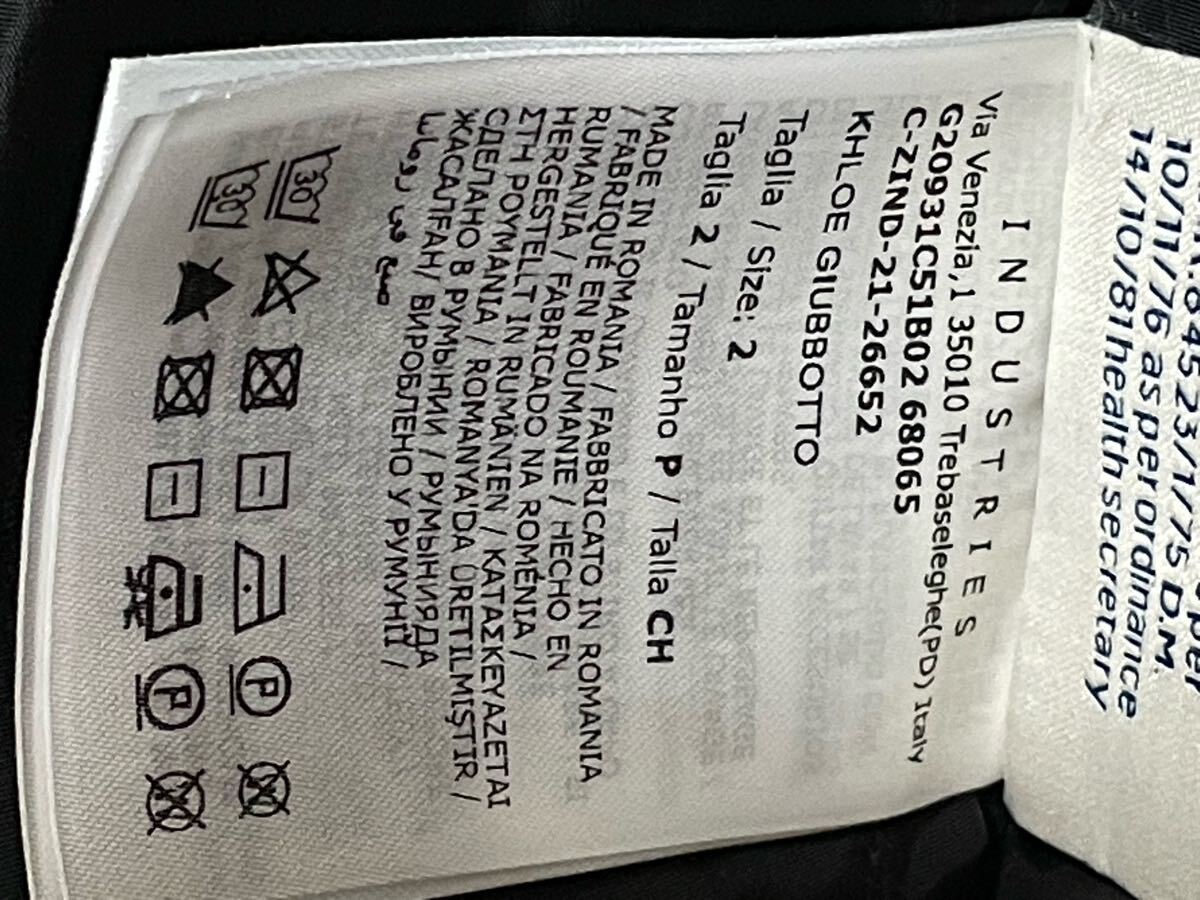 10/11/76 as per ordinance
14/10/81 health secretary
INDUSTRIES
Via Venezia,1 35010 Trebaseleghe(PD) Italy
G20931C51B02 68065
C-ZIND-21-26652
KHLOE GIUBBOTTO
Taglia / Size: 2
Taglia 2 / Tamanho P / Talla CH
MADE IN ROMANIA / FABBRICATO IN ROMANIA
/ FABRIQUÉ EN ROUMANIE / HECHO EN
RUMANIA / FABRICADO NA ROMÉNIA /
HERGESTELLT IN RUMÄNIEN / ΚΑΤΑΣΚΕΥΑΖΕΤΑΙ
ΣΤΗ ΡΟΥΜΑΝΙΑ / ROMANYA'DA ÜRETILMIŞTIR /
СДЕЛАНО В РУМЫНИИ / РУМЫНИЯДА
ЖАСАЛҒАН/ ВИРОБЛЕНО У РУМУНІЇ /
30
P
30
P